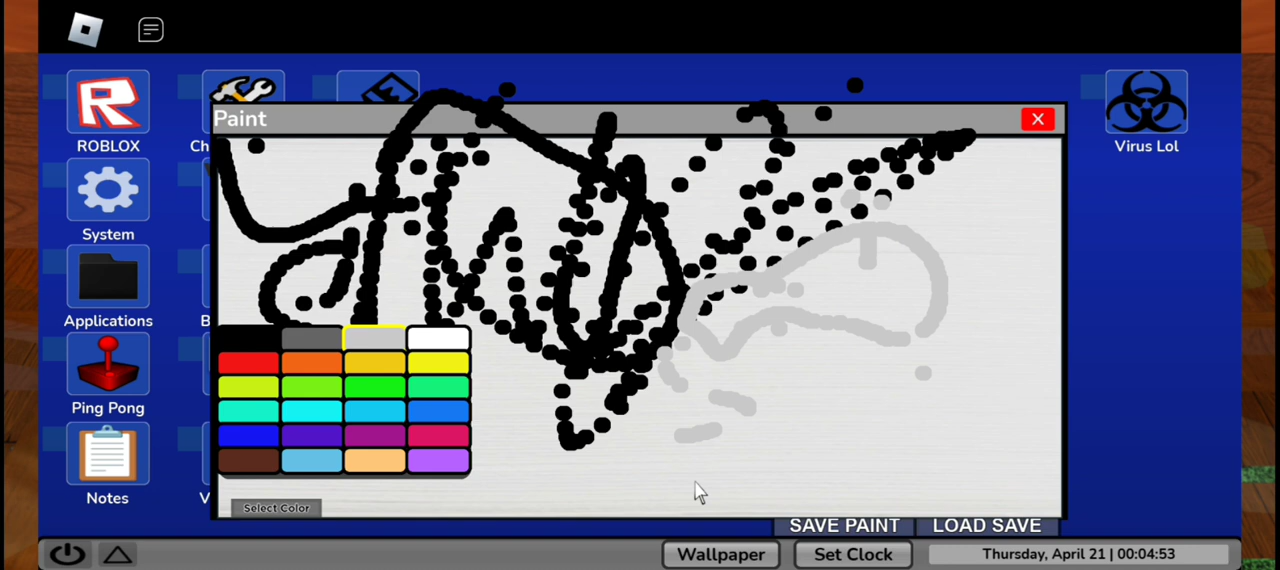 Paint
X
ROBLOX
Ch
Virus Lol
System
Applications
B
Ping Pong
Notes
V
Select Color
SAVE PAINT
LOAD SAVE
Wallpaper
Set Clock
Thursday, April 21 | 00:04:53